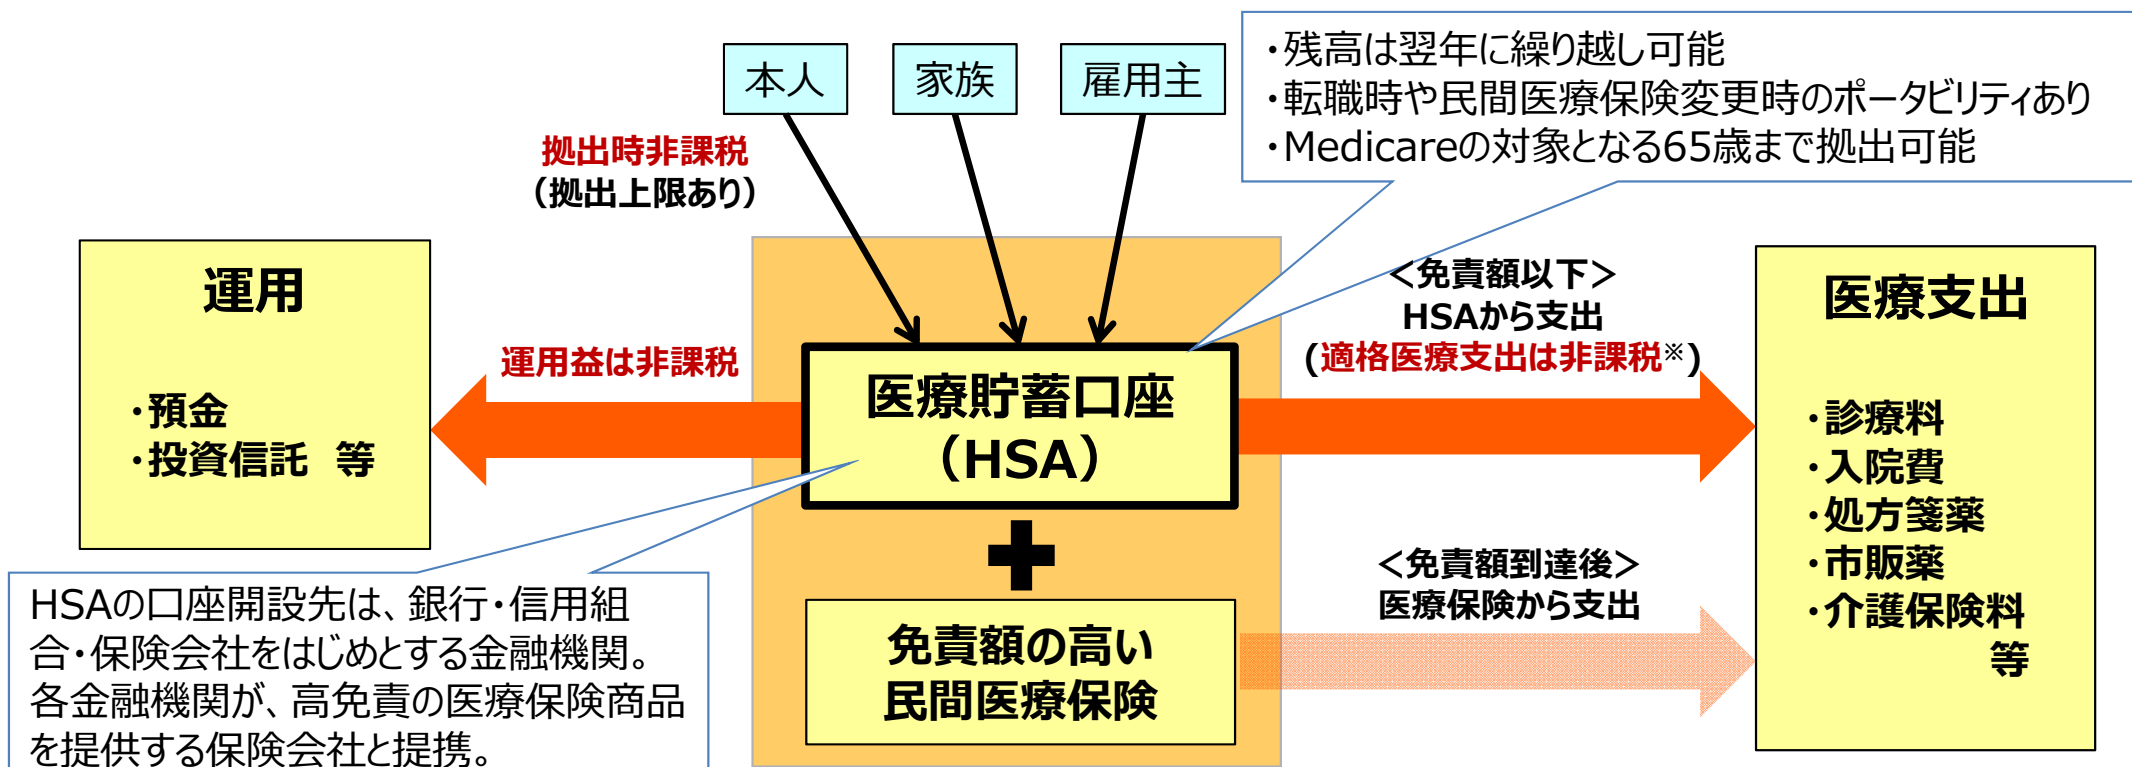 本人
家族
雇用主
・残高は翌年に繰り越し可能
・転職時や民間医療保険変更時のポータビリティあり
・Medicareの対象となる65歳まで拠出可能
拠出時非課税
（拠出上限あり）
運用
・預金
・投資信託　等
運用益は非課税
医療貯蓄口座
（HSA）
＜免責額以下＞
HSAから支出
(適格医療支出は非課税※)
医療支出
・診療料
・入院費
・処方箋薬
・市販薬
・介護保険料
等
＜免責額到達後＞
医療保険から支出
免責額の高い
民間医療保険
HSAの口座開設先は、銀行・信用組
合・保険会社をはじめとする金融機関。
各金融機関が、高免責の医療保険商品
を提供する保険会社と提携。